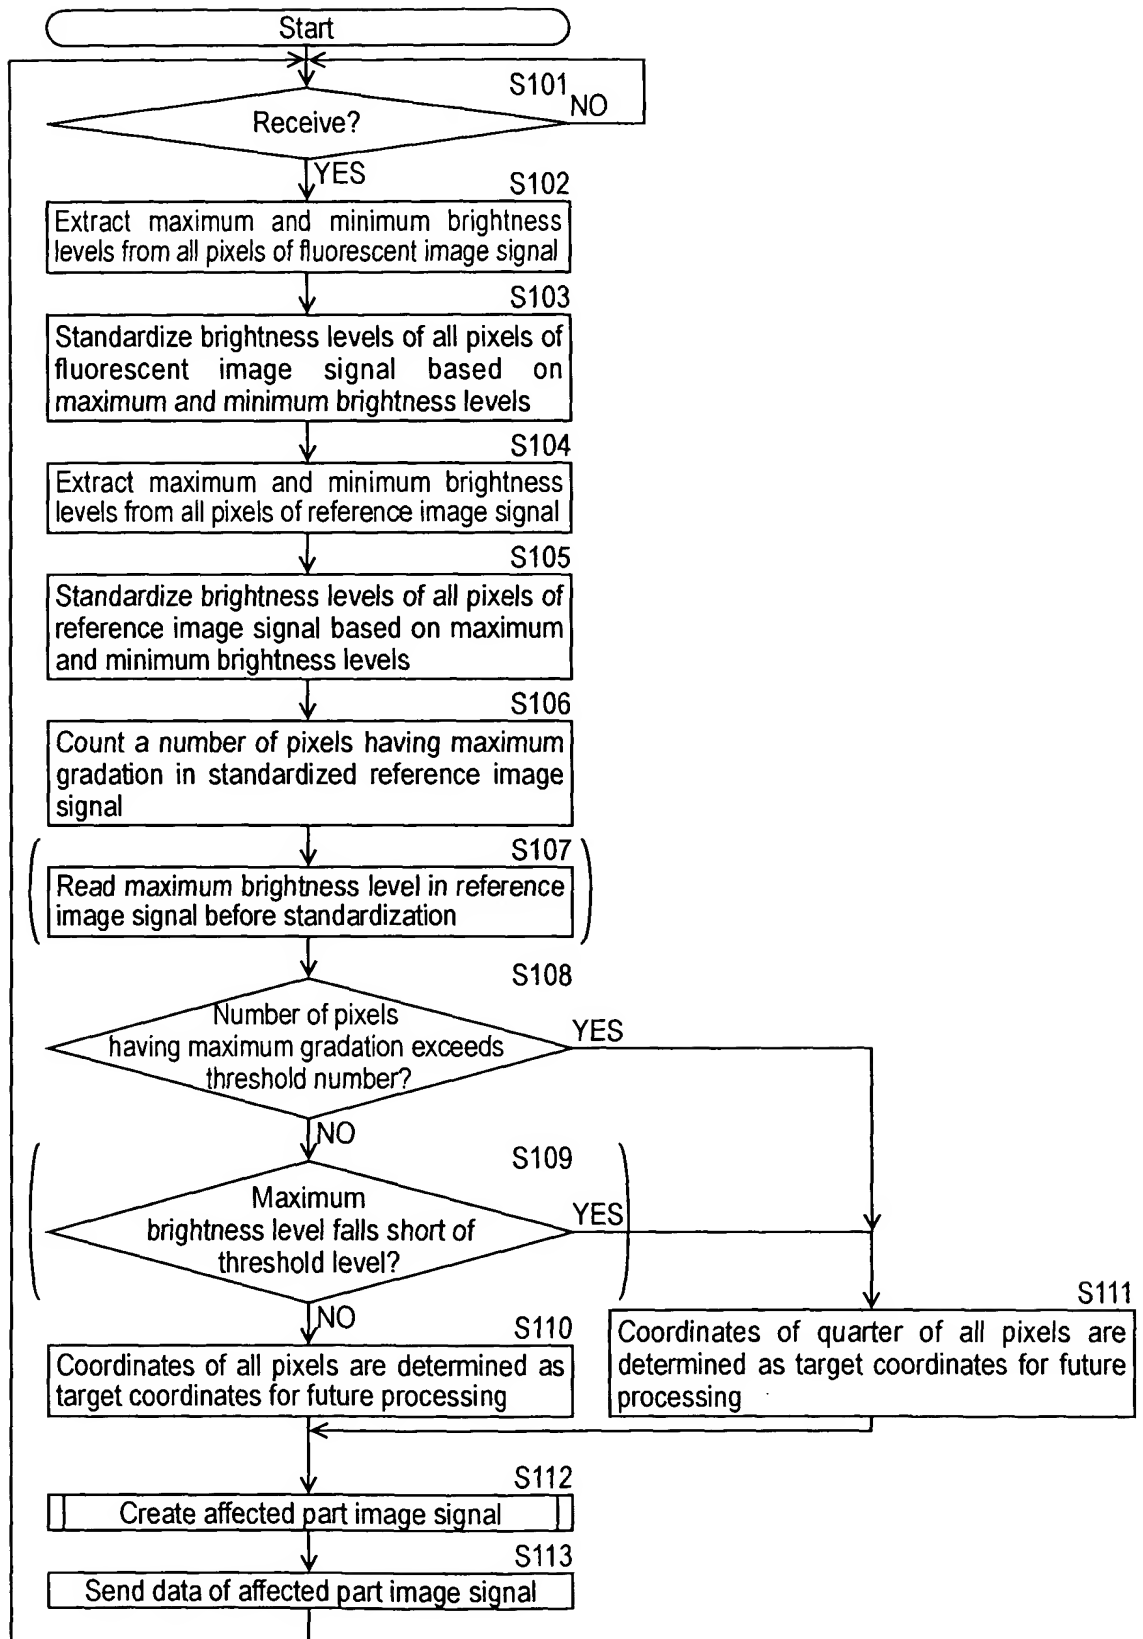 Start
S101
Receive?
NO
YES
S102
Extract maximum and minimum brightness
levels from all pixels of fluorescent image signal
S103
Standardize brightness levels of all pixels of
fluorescent image signal based on
maximum and minimum brightness levels
S104
Extract maximum and minimum brightness
levels from all pixels of reference image signal
S105
Standardize brightness levels of all pixels of
reference image signal based on maximum
and minimum brightness levels
S106
Count a number of pixels having maximum
gradation in standardized reference image
signal
S107
Read maximum brightness level in reference
image signal before standardization
S108
Number of pixels
having maximum gradation exceeds
threshold number?
YES
NO
S109
Maximum
brightness level falls short of
threshold level?
YES
NO
S110
Coordinates of all pixels are determined as
target coordinates for future processing
S111
Coordinates of quarter of all pixels are
determined as target coordinates for future
processing
S112
Create affected part image signal
S113
Send data of affected part image signal